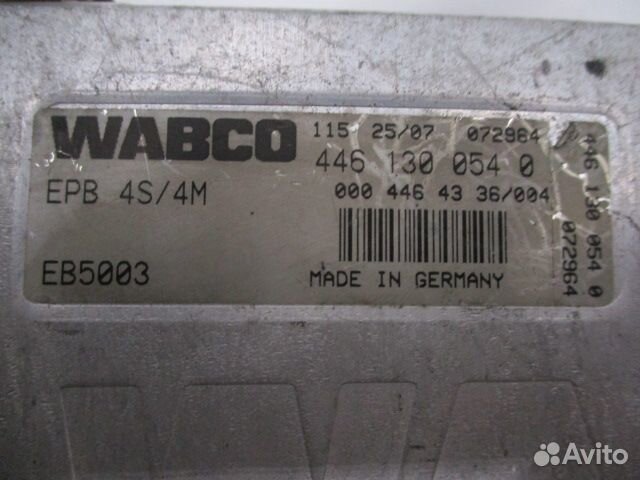 WABCO
115 25/07 072964
446 130 054 0
EPB 4S/4M
000 446 43 36/004
EB5003
MADE IN GERMANY
446 130 054 0
072964
Avito